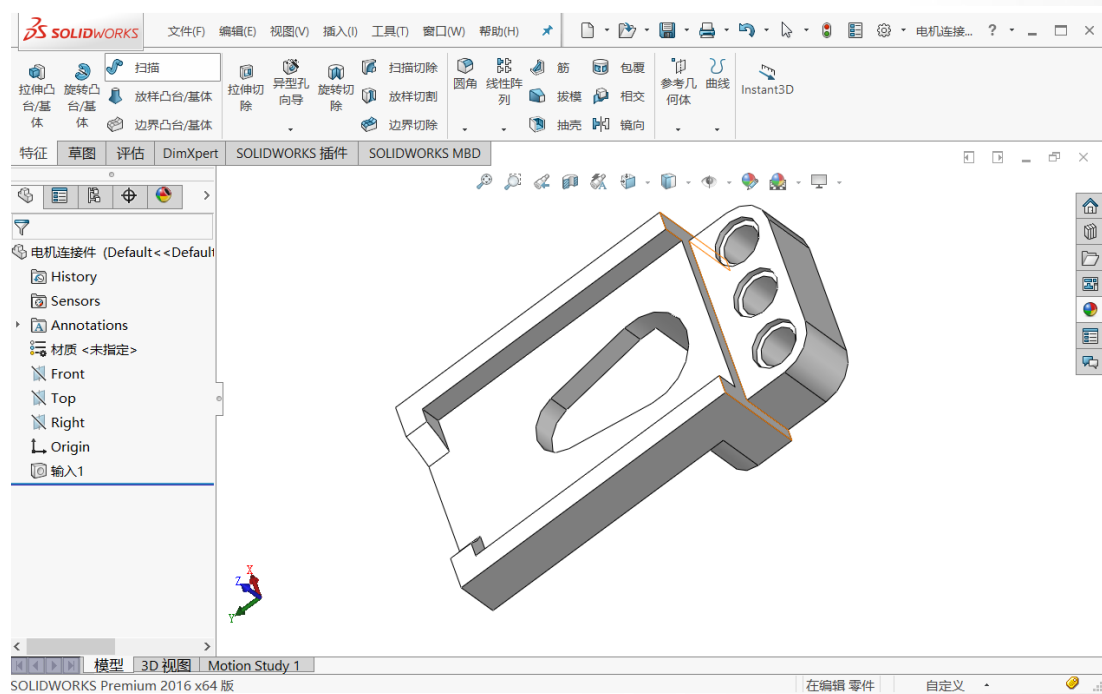 SOLIDWORKS 文件(F) 编辑(E) 视图(V) 插入(I) 工具(T) 窗口(W) 帮助(H) 电机连接... ?
拉伸凸台/基体
旋转凸台/基体
扫描
放样凸台/基体
边界凸台/基体
拉伸切除
异型孔向导
旋转切除
扫描切除
放样切割
边界切除
圆角
线性阵列
筋
拔模
抽壳
包覆
相交
镜向
参考几何体
曲线
Instant3D
特征 草图 评估 DimXpert SOLIDWORKS 插件 SOLIDWORKS MBD
电机连接件 (Default<<Default
History
Sensors
Annotations
材质 <未指定>
Front
Top
Right
Origin
输入1
X
Z
Y
模型 3D 视图 Motion Study 1
SOLIDWORKS Premium 2016 x64 版 在编辑 零件 自定义